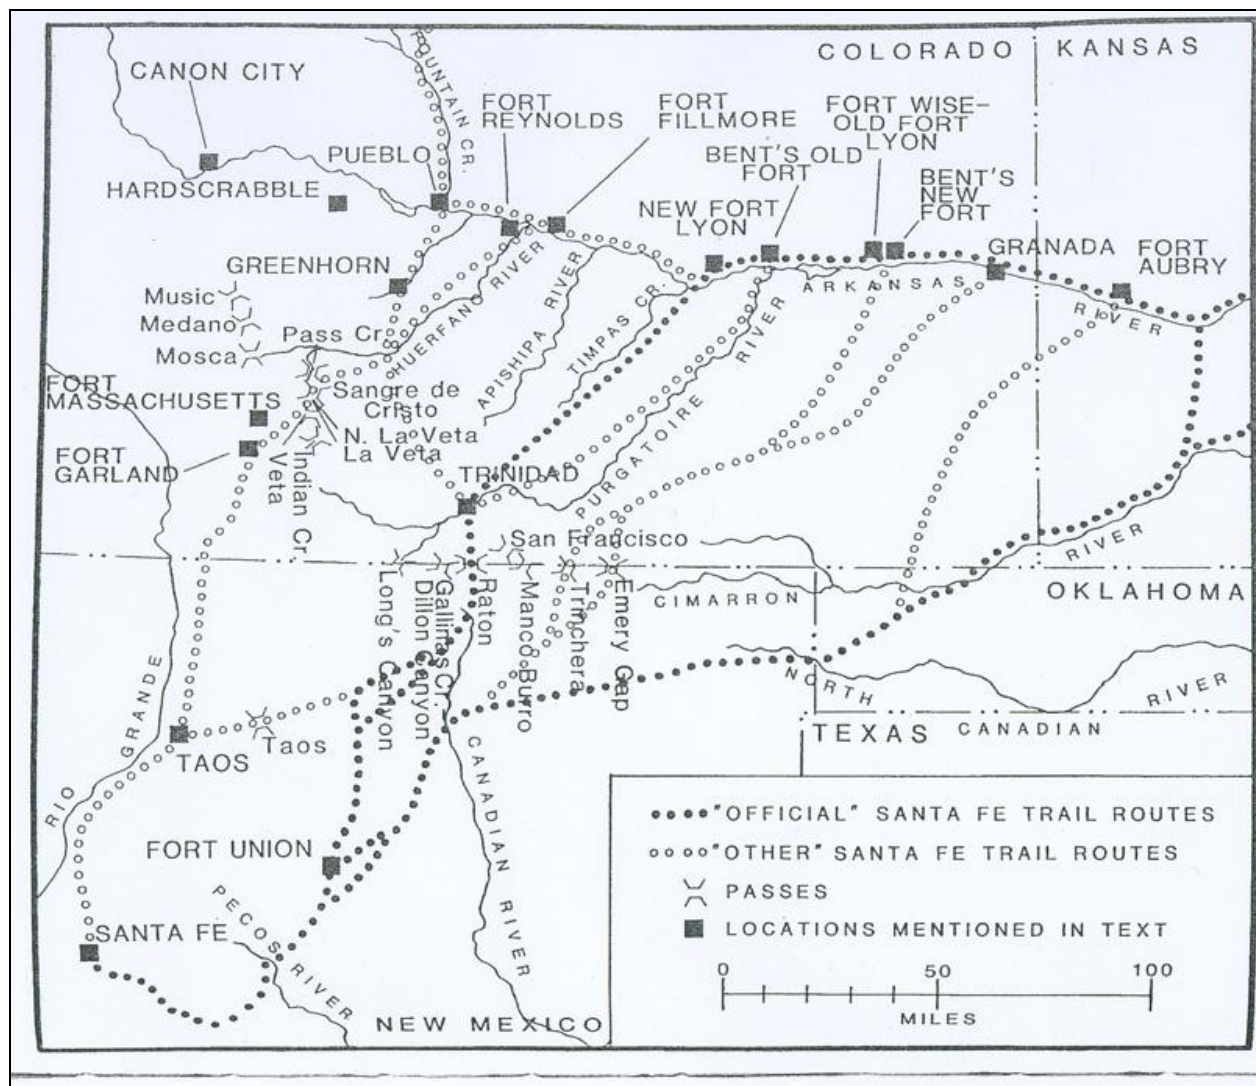 COLORADO
KANSAS
CANON CITY
FOUNTAIN CR.
FORT
REYNOLDS
FORT
FILLMORE
FORT WISE-
OLD FORT
LYON
PUEBLO
BENT'S OLD
FORT
BENT'S
NEW
FORT
HARDSCRABBLE
NEW FORT
LYON
GRANADA
FORT
AUBRY
GREENHORN
HUERFANO RIVER
APISHIPA RIVER
TIMPAS CR.
ARKANSAS
RIVER
Music
Medano
Mosca
Pass Cr.
FORT
MASSACHUSETTS
Sangre de
Cristo
N. La Veta
La Veta
FORT
GARLAND
Veta
Indian Cr.
TRINIDAD
PURGATOIRE
RIVER
San Francisco
Long's Canyon
Dillon Canyon
Gallinas Cr.
Raton
Manco Burro
Trinchera
Emery Gap
CIMARRON
RIVER
OKLAHOMA
NORTH
CANADIAN
RIVER
TEXAS
RIO
GRANDE
TAOS
Taos
CANADIAN RIVER
FORT UNION
PECOS RIVER
SANTA FE
NEW MEXICO
"OFFICIAL" SANTA FE TRAIL ROUTES
"OTHER" SANTA FE TRAIL ROUTES
PASSES
LOCATIONS MENTIONED IN TEXT
0 50 100
MILES